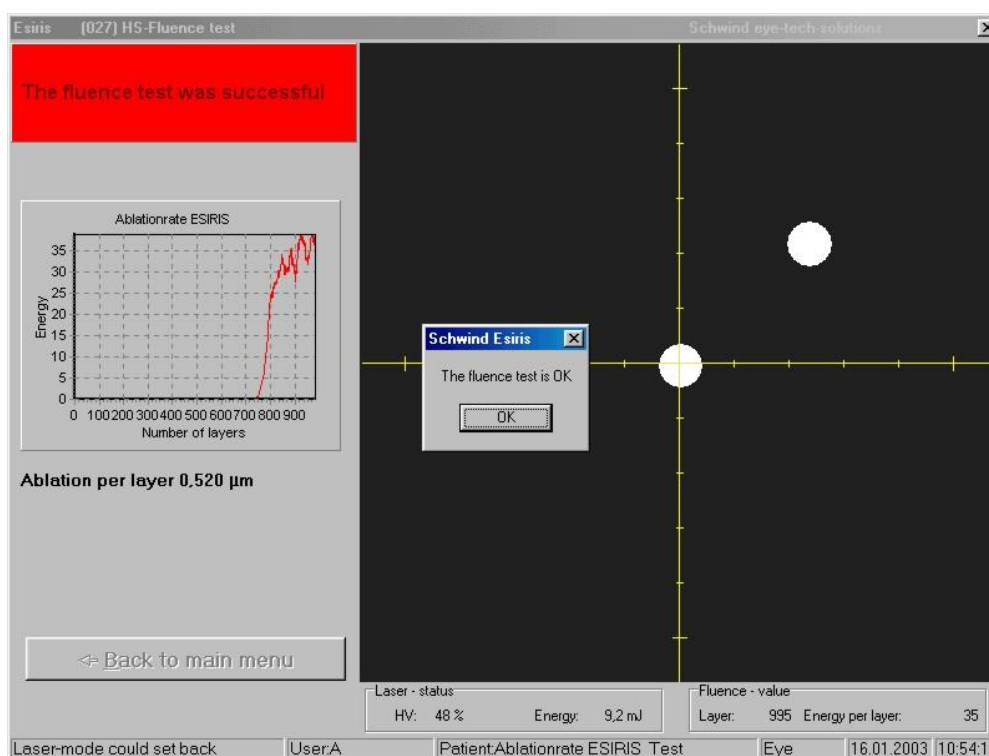 Esiris (027) HS-Fluence test Schwind eye-tech-solutions
The fluence test was successful
Ablationrate ESIRIS
35
30
25
20
15
10
5
0
Energy
0 100 200 300 400 500 600 700 800 900
Number of layers
Ablation per layer 0,520 µm
Schwind Esiris
The fluence test is OK
OK
Back to main menu
Laser - status
HV: 48 % Energy: 9,2 mJ
Fluence - value
Layer: 995 Energy per layer: 35
Laser-mode could set back User:A Patient:Ablationrate ESIRIS Test Eye 16.01.2003